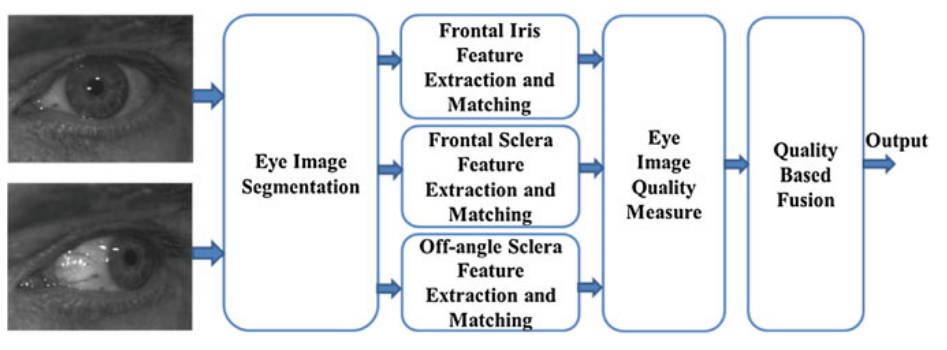 Eye Image
Segmentation
Frontal Iris
Feature
Extraction and
Matching
Frontal Sclera
Feature
Extraction and
Matching
Off-angle Sclera
Feature
Extraction and
Matching
Eye
Image
Quality
Measure
Quality
Based
Fusion
Output